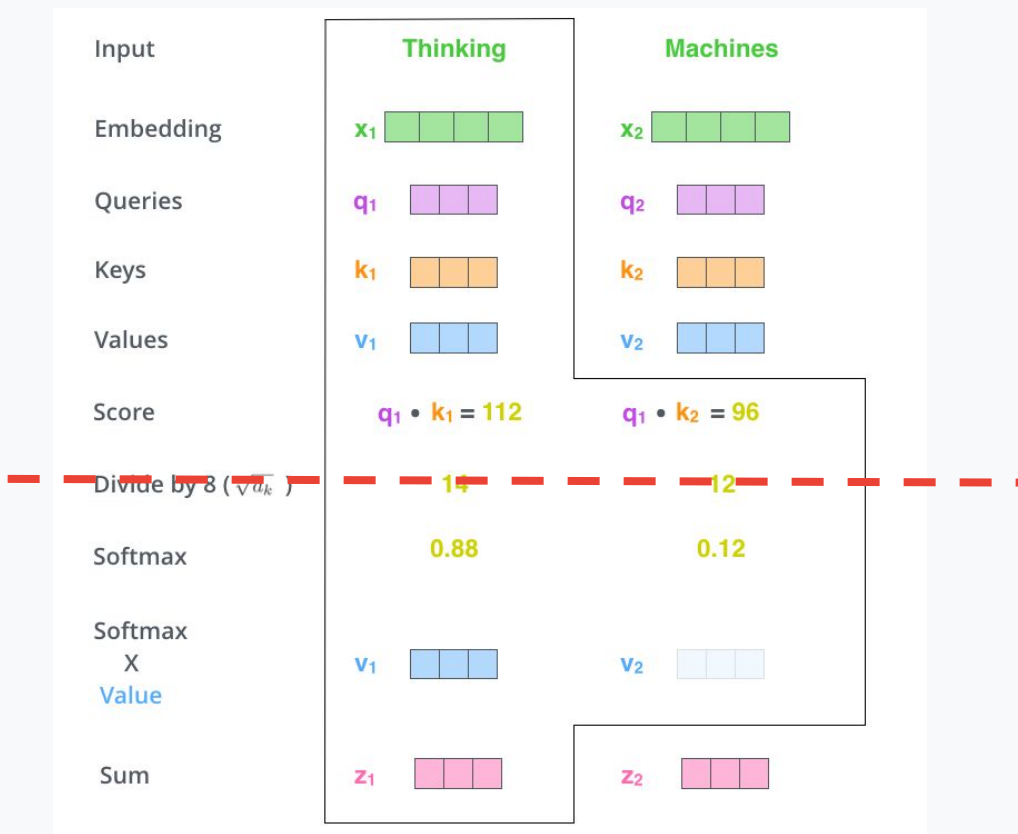 Input Thinking Machines
Embedding x₁ x₂
Queries q₁ q₂
Keys k₁ k₂
Values v₁ v₂
Score q₁ • k₁ = 112 q₁ • k₂ = 96
Divide by 8 ( √dₖ ) 14 12
Softmax 0.88 0.12
Softmax
X v₁ v₂
Value
Sum z₁ z₂